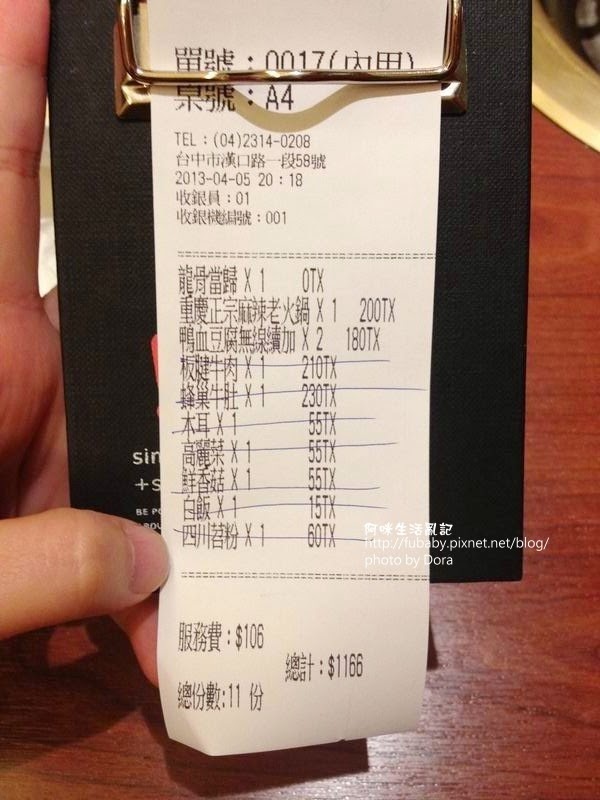 單號：0017(內用)
桌號：A4
TEL：(04)2314-0208
台中市漢口路一段58號
2013-04-05 20：18
收銀員：01
收銀機編號：001
龍骨當歸 X 1 0TX
重慶正宗麻辣老火鍋 X 1 200TX
鴨血豆腐無線續加 X 2 180TX
板腱牛肉 X 1 210TX
蜂巢牛肚 X 1 230TX
木耳 X 1 55TX
高麗菜 X 1 55TX
鮮香菇 X 1 55TX
白飯 X 1 15TX
四川苕粉 X 1 60TX
服務費：$106
總計：$1166
總份數:11 份
阿咪生活亂記
http://fubaby.pixnet.net/blog/
photo by Dora